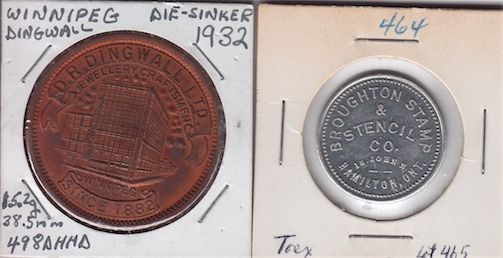 WINNIPEG DIE-SINKER
DINGWALL 1932
D.R. DINGWALL, LTD.
JEWELLERY CRAFTSMEN
WINNIPEG
SINCE 1882
38.5mm
498AHHA
464
BROUGHTON STAMP
&
STENCIL
CO.
HAMILTON, ONT.
lot 465